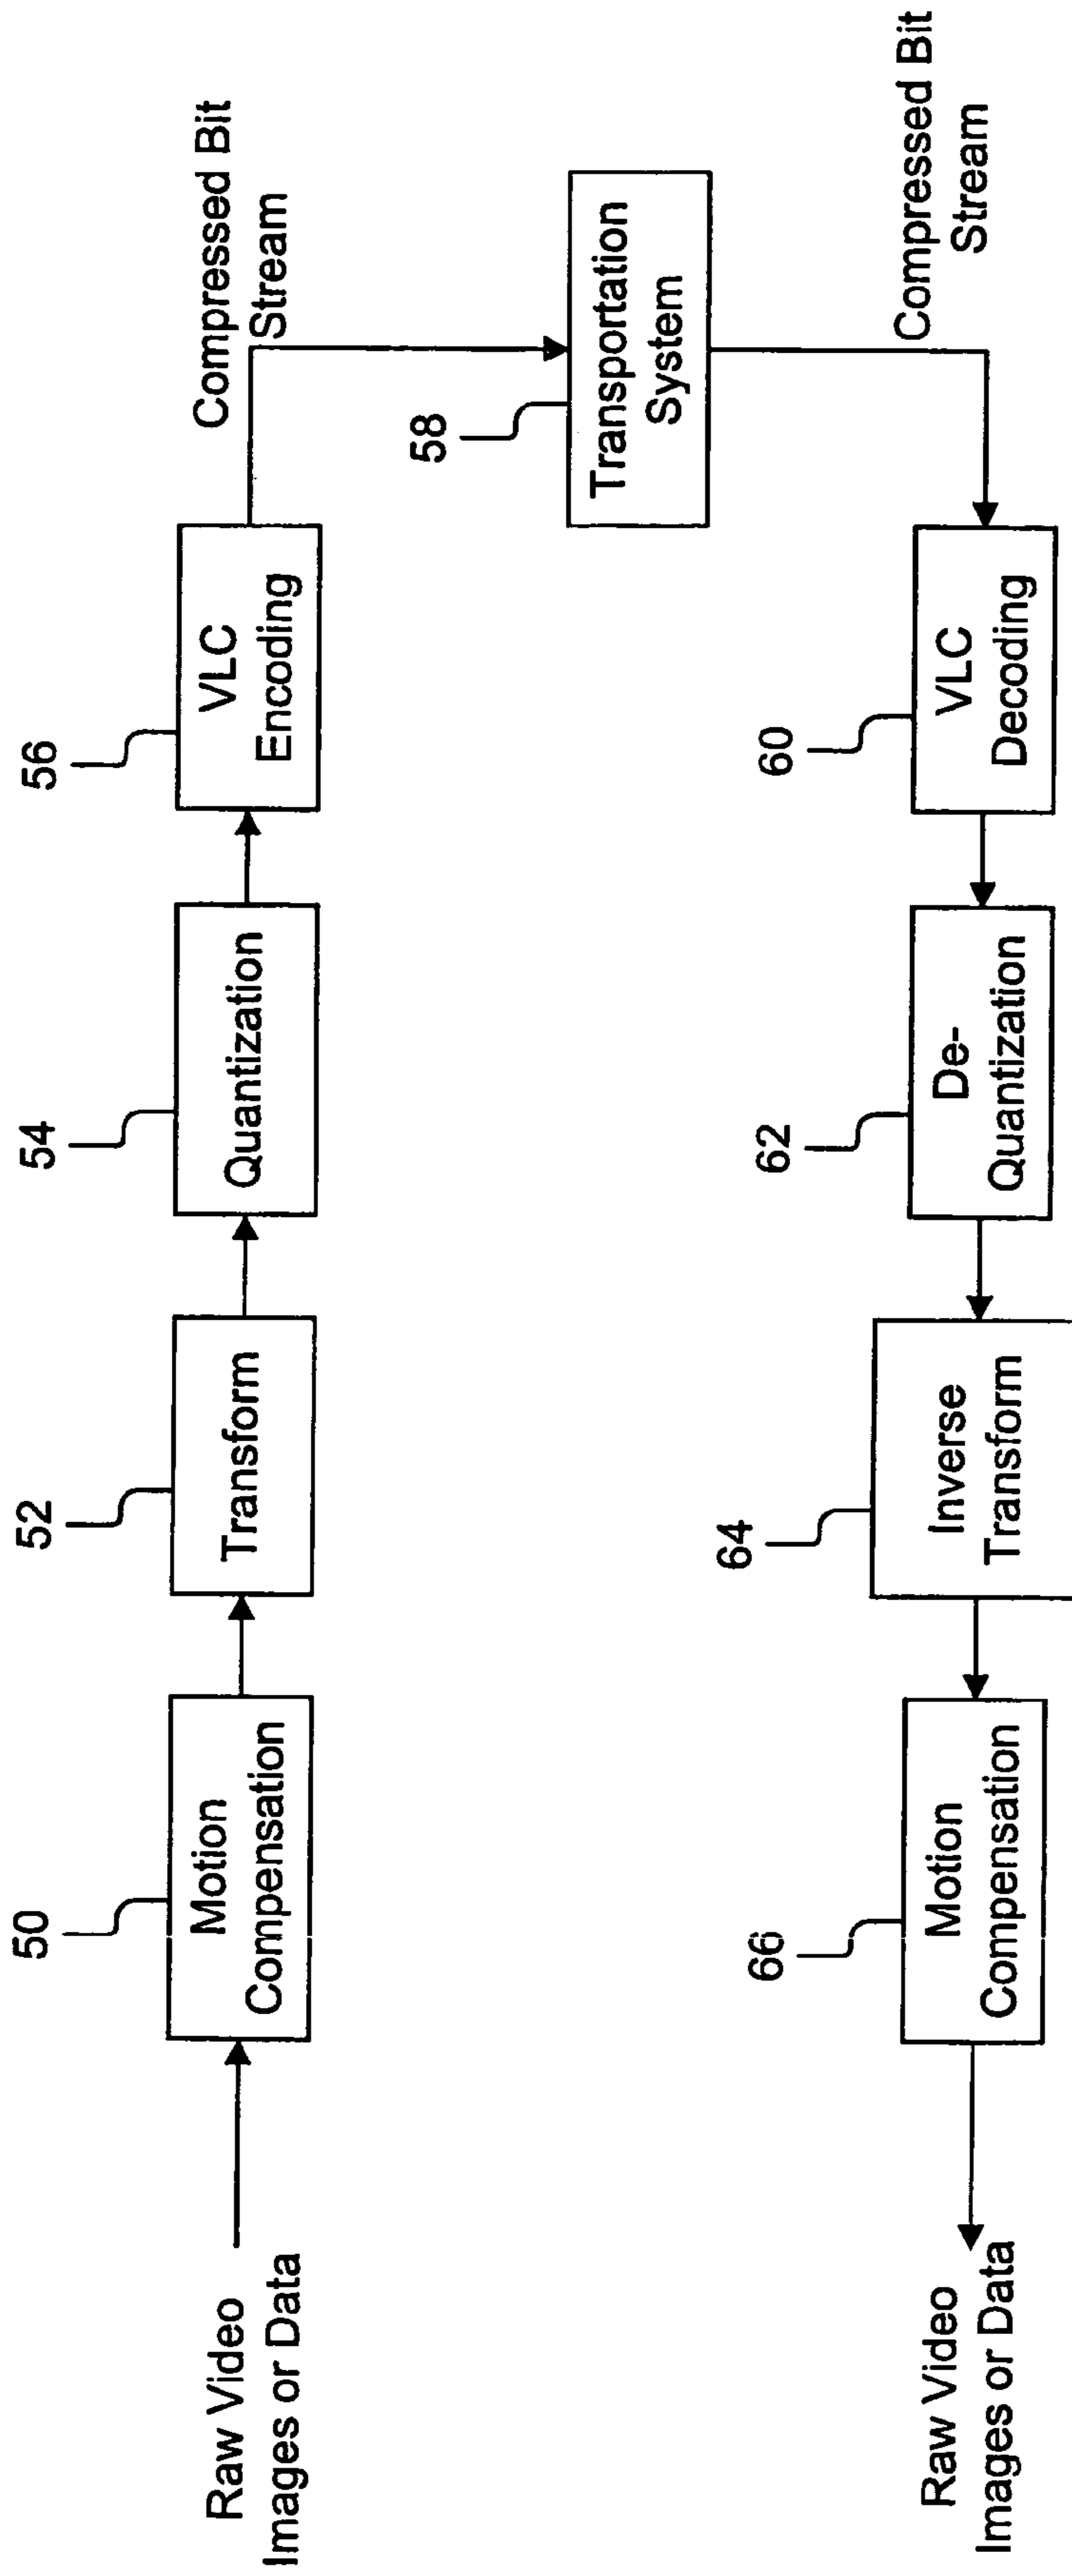 Raw Video
Images or Data
50
Motion
Compensation
52
Transform
54
Quantization
56
VLC
Encoding
Compressed Bit
Stream
58
Transportation
System
Compressed Bit
Stream
60
VLC
Decoding
62
De-
Quantization
64
Inverse
Transform
66
Motion
Compensation
Raw Video
Images or Data